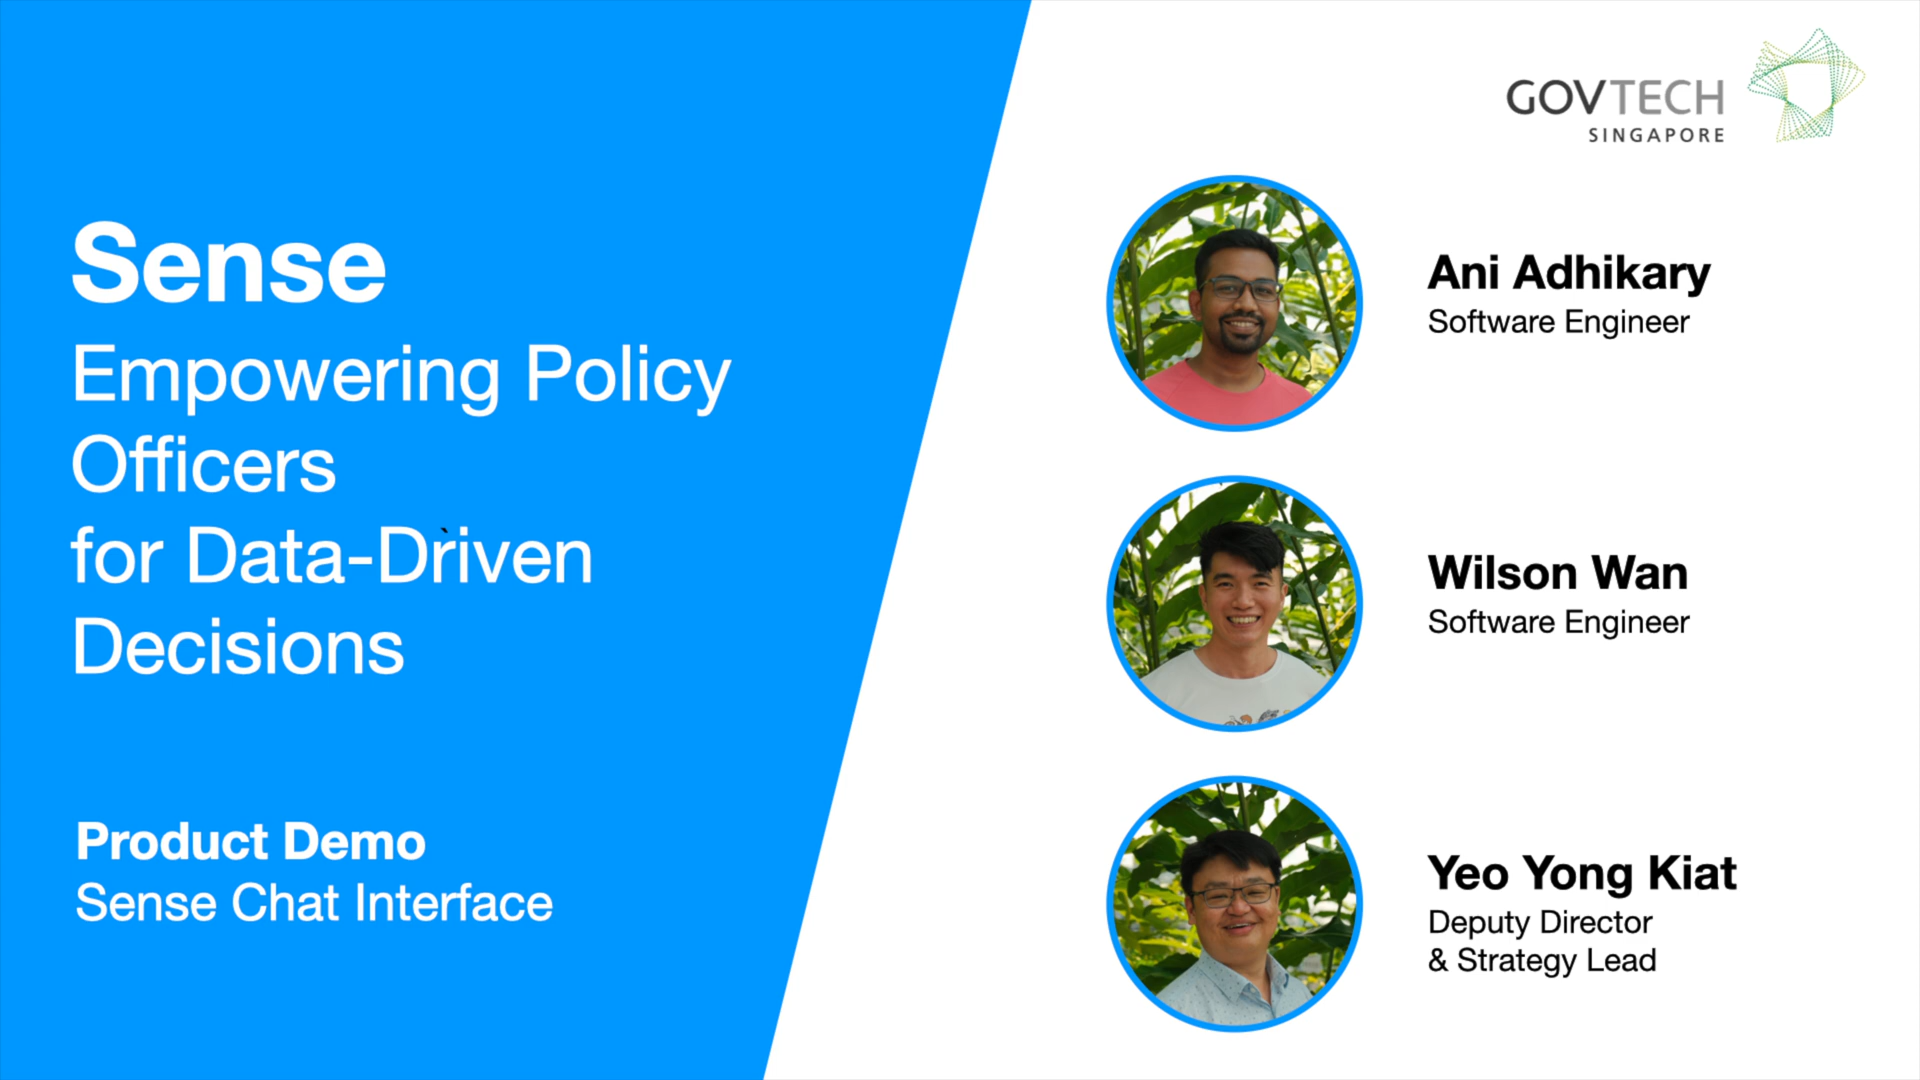 Sense
Empowering Policy
Officers
for Data-Driven
Decisions
Product Demo
Sense Chat Interface
GOVTECH
SINGAPORE
Ani Adhikary
Software Engineer
Wilson Wan
Software Engineer
Yeo Yong Kiat
Deputy Director
& Strategy Lead